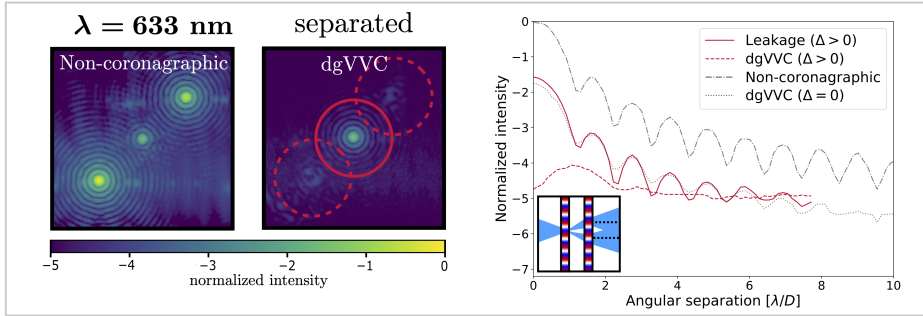 λ = 633 nm
separated
Non-coronagraphic
dgVVC
−5
−4
−3
−2
−1
0
normalized intensity
0
−1
−2
−3
−4
−5
−6
−7
Normalized intensity
Leakage (Δ > 0)
dgVVC (Δ > 0)
Non-coronagraphic
dgVVC (Δ = 0)
0
2
4
6
8
10
Angular separation [λ/D]